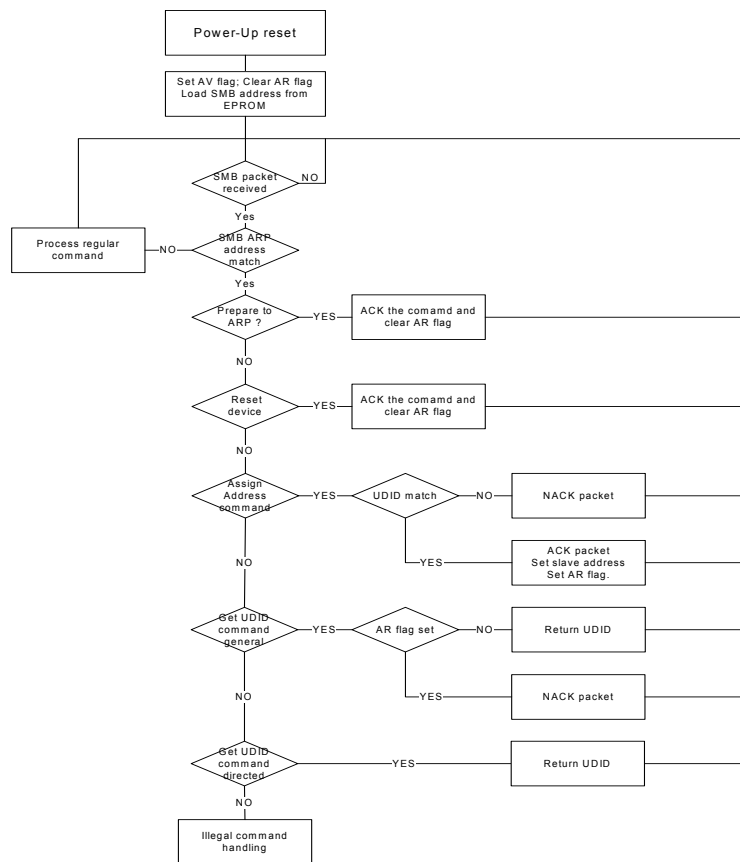 Power-Up reset
Set AV flag; Clear AR flag
Load SMB address from
EPROM
SMB packet
received
NO
Yes
Process regular
command
NO
SMB ARP
address
match
Yes
Prepare to
ARP ?
YES
ACK the comamd and
clear AR flag
NO
Reset
device
YES
ACK the comamd and
clear AR flag
NO
Assign
Address
command
YES
UDID match
NO
NACK packet
YES
ACK packet
Set slave address
Set AR flag.
NO
Get UDID
command
general
YES
AR flag set
NO
Return UDID
YES
NACK packet
NO
Get UDID
command
directed
YES
Return UDID
NO
Illegal command
handling